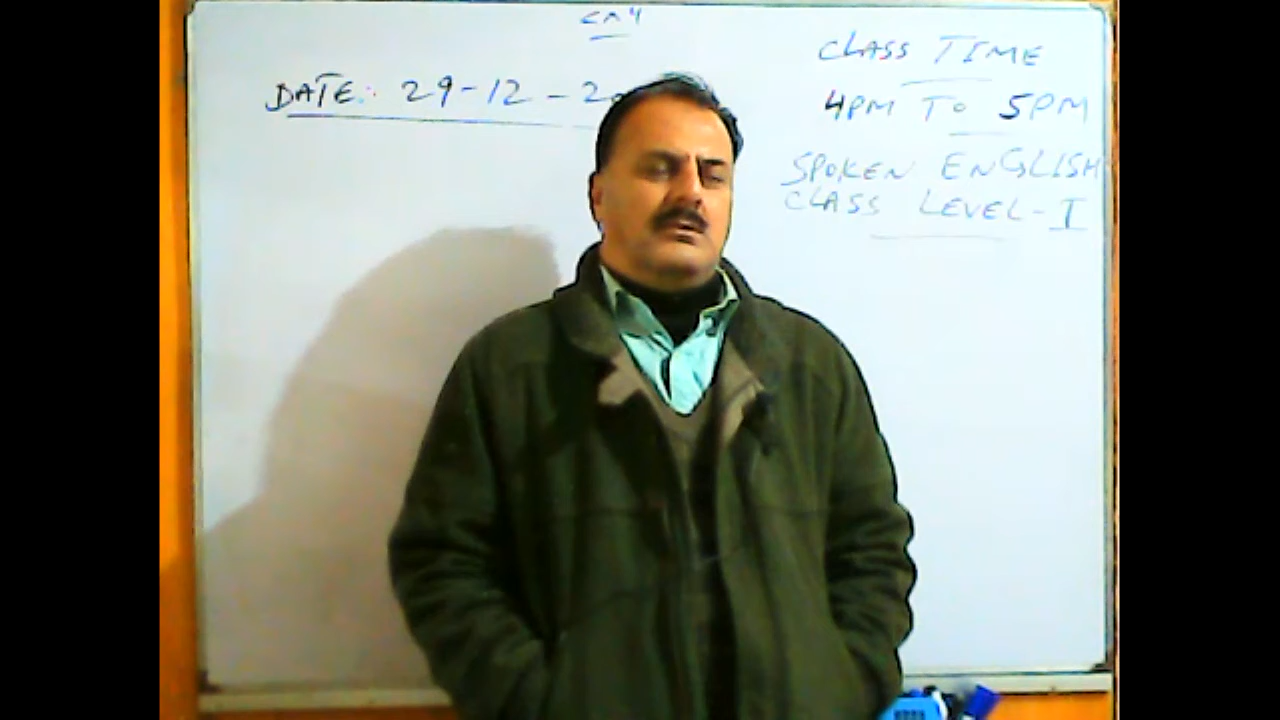 DATE: 29-12-2
CLASS TIME
4PM TO 5PM
SPOKEN ENGLISH
CLASS LEVEL-I